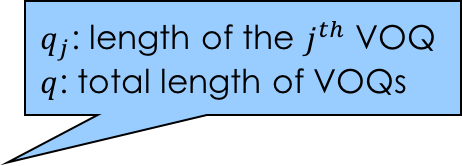 𝑞𝑗: length of the 𝑗𝑡ℎ VOQ
𝑞: total length of VOQs